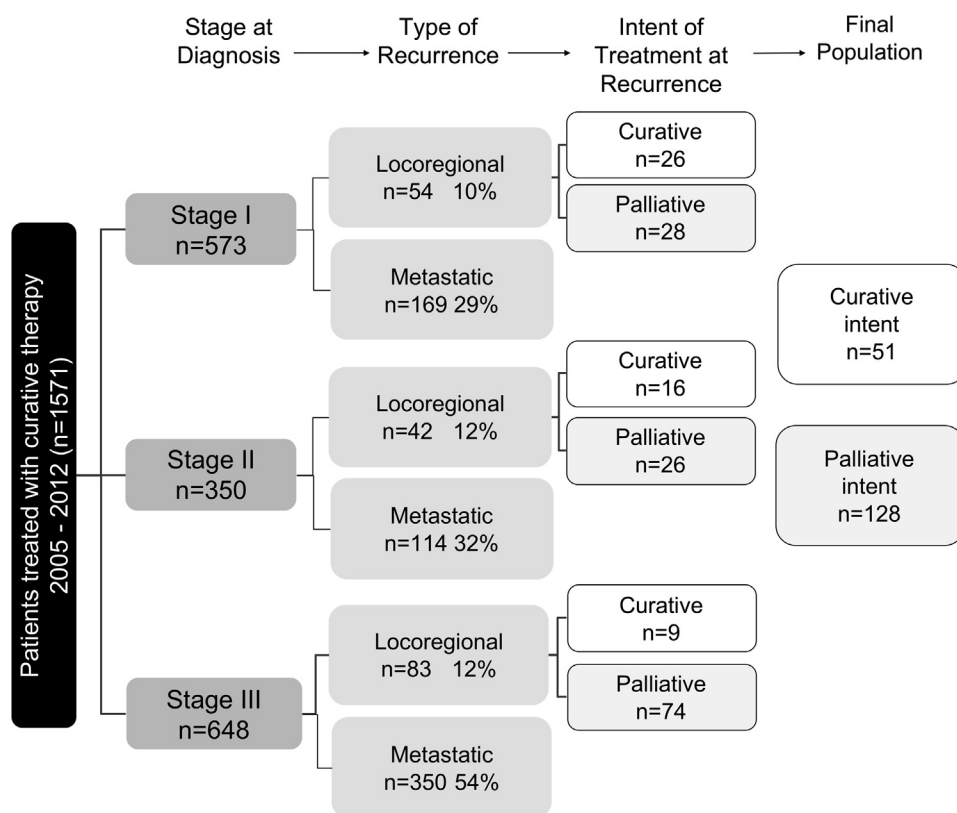 Stage at
Diagnosis
Type of
Recurrence
Intent of
Treatment at
Recurrence
Final
Population
Patients treated with curative therapy
2005 - 2012 (n=1571)
Stage I
n=573
Locoregional
n=54 10%
Curative
n=26
Palliative
n=28
Metastatic
n=169 29%
Stage II
n=350
Locoregional
n=42 12%
Curative
n=16
Palliative
n=26
Metastatic
n=114 32%
Stage III
n=648
Locoregional
n=83 12%
Curative
n=9
Palliative
n=74
Metastatic
n=350 54%
Curative
intent
n=51
Palliative
intent
n=128